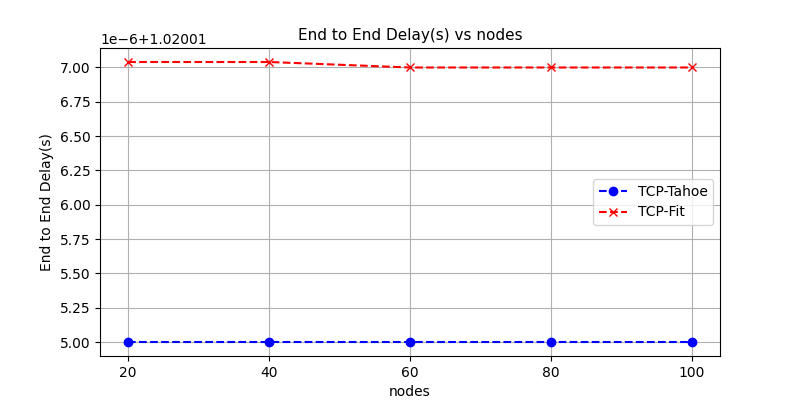 End to End Delay(s) vs nodes
1e−6+1.02001
7.00
6.75
6.50
6.25
6.00
5.75
5.50
5.25
5.00
End to End Delay(s)
TCP-Tahoe
TCP-Fit
20 40 60 80 100
nodes